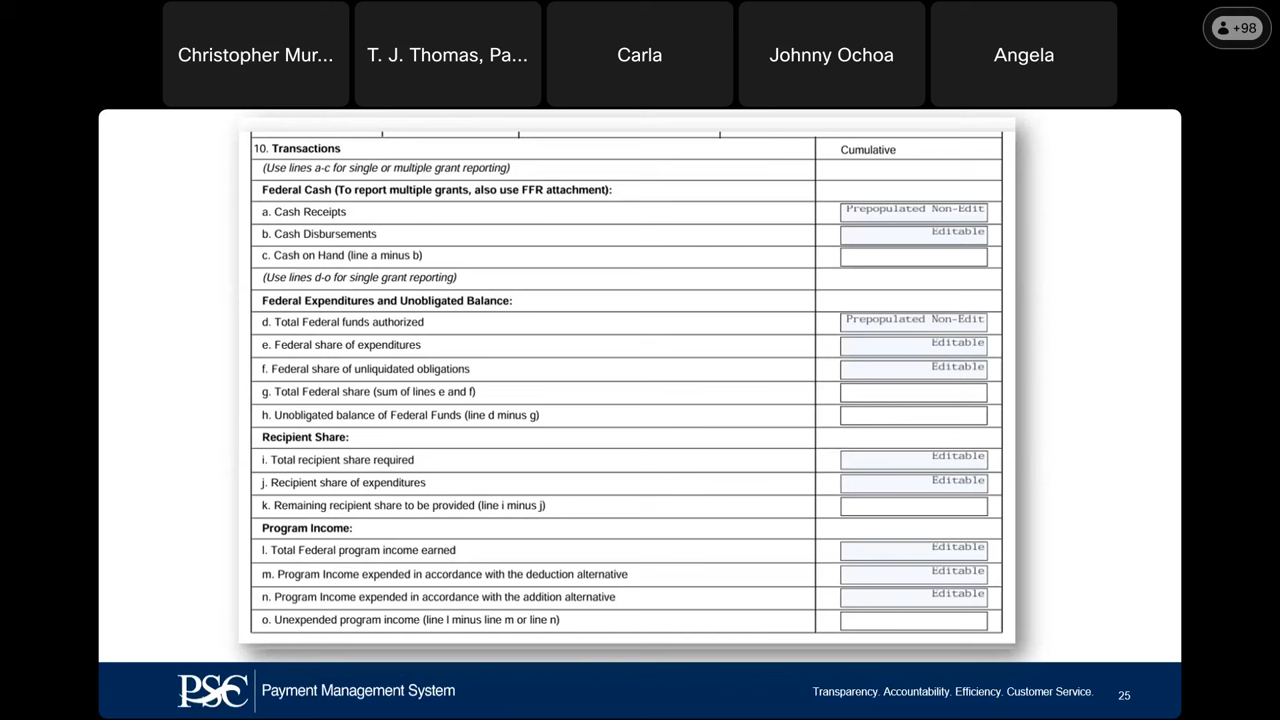 Christopher Mur...
T. J. Thomas, Pa...
Carla
Johnny Ochoa
Angela
+98
10. Transactions
Cumulative
(Use lines a-c for single or multiple grant reporting)
Federal Cash (To report multiple grants, also use FFR attachment):
a. Cash Receipts
Prepopulated Non-Edit
b. Cash Disbursements
Editable
c. Cash on Hand (line a minus b)
(Use lines d-o for single grant reporting)
Federal Expenditures and Unobligated Balance:
d. Total Federal funds authorized
Prepopulated Non-Edit
e. Federal share of expenditures
Editable
f. Federal share of unliquidated obligations
Editable
g. Total Federal share (sum of lines e and f)
h. Unobligated balance of Federal Funds (line d minus g)
Recipient Share:
i. Total recipient share required
Editable
j. Recipient share of expenditures
Editable
k. Remaining recipient share to be provided (line i minus j)
Program Income:
l. Total Federal program income earned
Editable
m. Program Income expended in accordance with the deduction alternative
Editable
n. Program Income expended in accordance with the addition alternative
Editable
o. Unexpended program income (line l minus line m or line n)
PSC
Payment Management System
Transparency. Accountability. Efficiency. Customer Service.
25